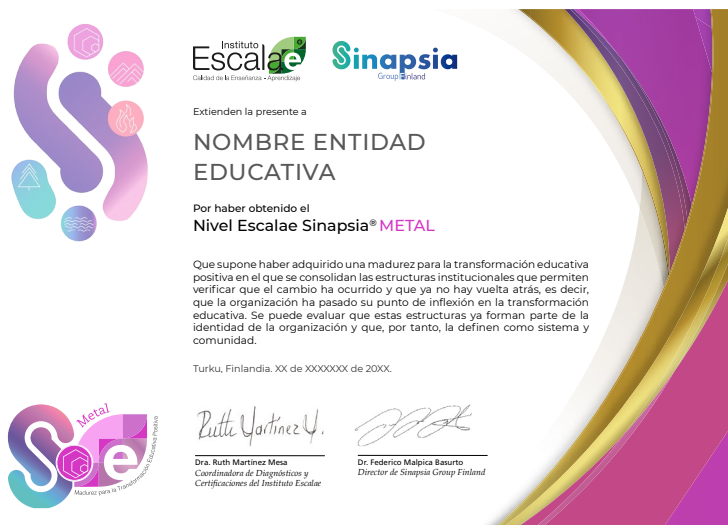 Instituto
Escalae
Calidad de la Enseñanza - Aprendizaje
Sinapsia
Group Finland
Extienden la presente a
NOMBRE ENTIDAD
EDUCATIVA
Por haber obtenido el
Nivel Escalae Sinapsia® METAL
Que supone haber adquirido una madurez para la transformación educativa
positiva en el que se consolidan las estructuras institucionales que permiten
verificar que el cambio ha ocurrido y que ya no hay vuelta atrás, es decir,
que la organización ha pasado su punto de inflexión en la transformación
educativa. Se puede evaluar que estas estructuras ya forman parte de la
identidad de la organización y que, por tanto, la definen como sistema y
comunidad.
Turku, Finlandia. XX de XXXXXXX de 20XX.
Metal
Soe
Madurez para la Transformación Educativa Positiva
Ruth Martinez M.
Dra. Ruth Martínez Mesa
Coordinadora de Diagnósticos y
Certificaciones del Instituto Escalae
Dr. Federico Malpica Basurto
Director de Sinapsia Group Finland